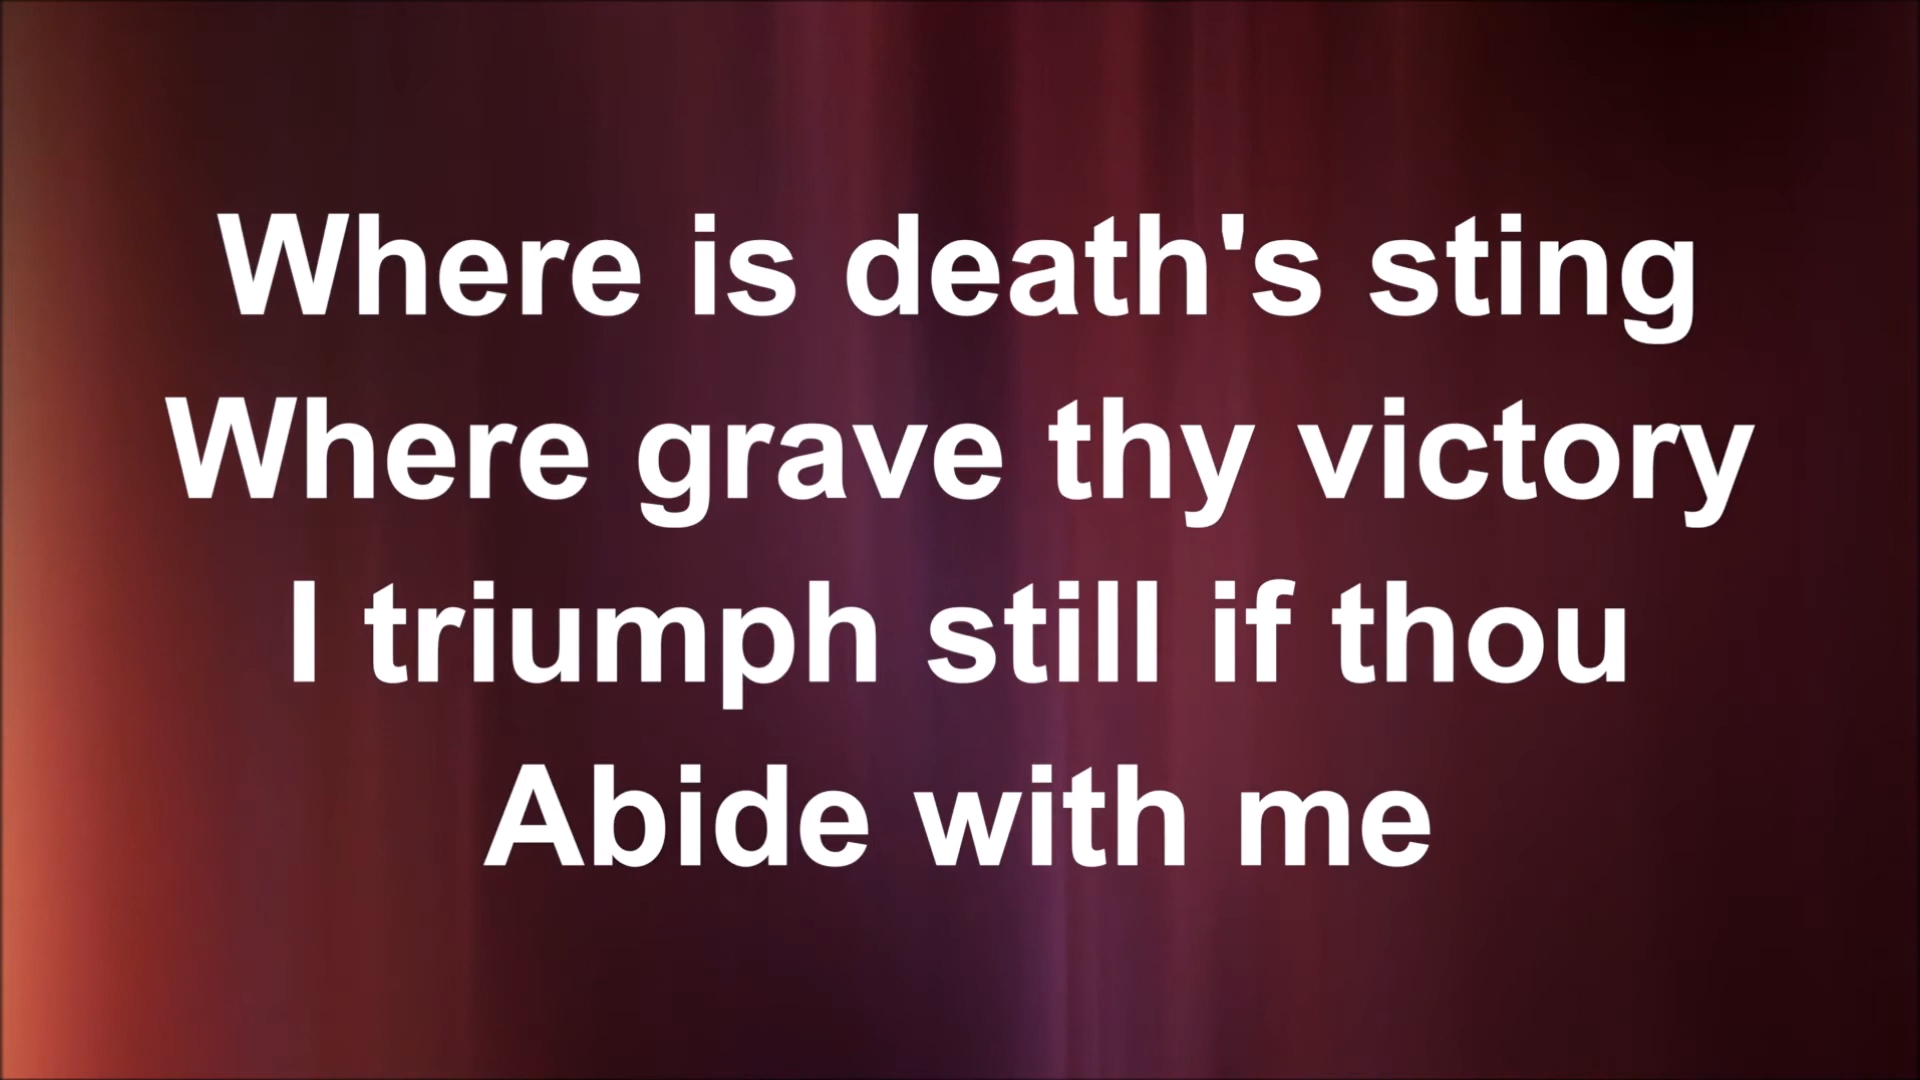 Where is death's sting
Where grave thy victory
I triumph still if thou
Abide with me